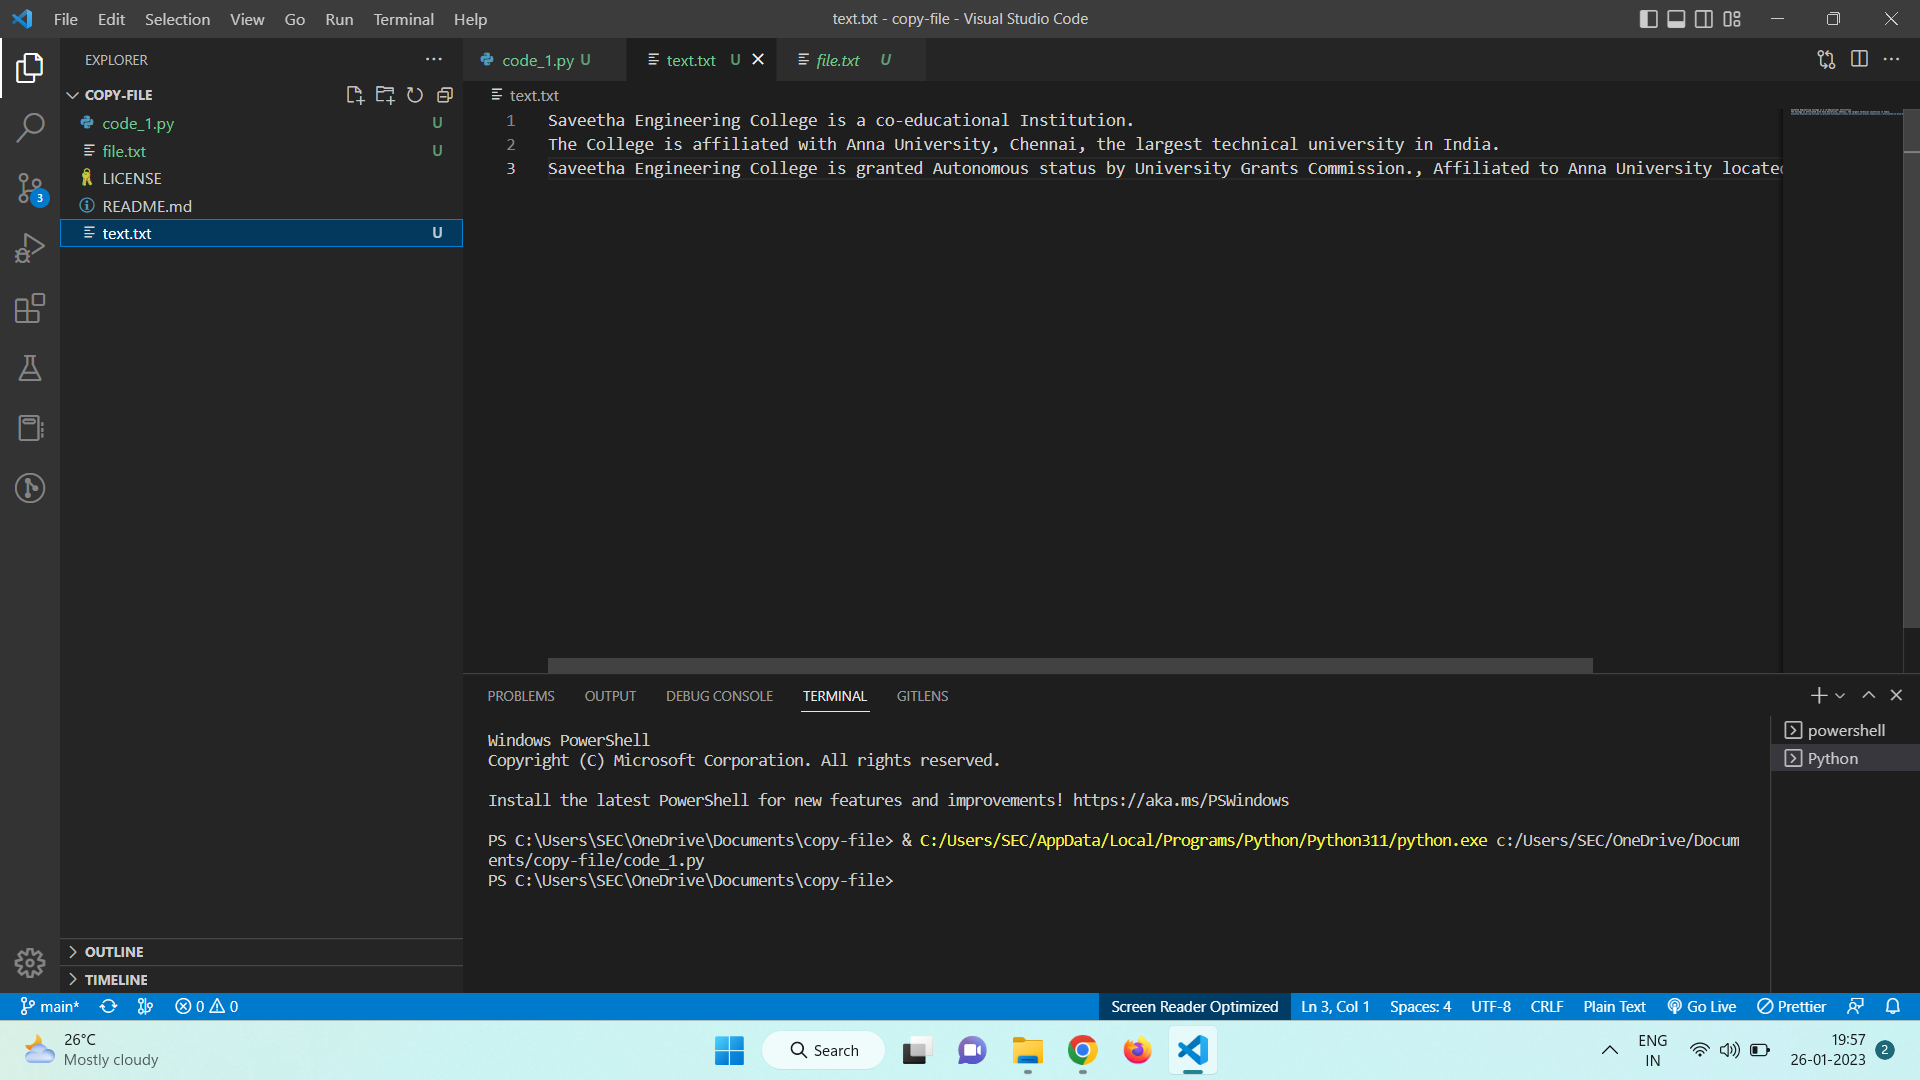 File Edit Selection View Go Run Terminal Help
text.txt - copy-file - Visual Studio Code
EXPLORER
COPY-FILE
code_1.py U
file.txt U
LICENSE
README.md
text.txt U
3
OUTLINE
TIMELINE
code_1.py U
text.txt U
file.txt U
text.txt
1 Saveetha Engineering College is a co-educational Institution.
2 The College is affiliated with Anna University, Chennai, the largest technical university in India.
3 Saveetha Engineering College is granted Autonomous status by University Grants Commission., Affiliated to Anna University located
PROBLEMS OUTPUT DEBUG CONSOLE TERMINAL GITLENS
Windows PowerShell
Copyright (C) Microsoft Corporation. All rights reserved.
Install the latest PowerShell for new features and improvements! https://aka.ms/PSWindows
PS C:\Users\SEC\OneDrive\Documents\copy-file> & C:/Users/SEC/AppData/Local/Programs/Python/Python311/python.exe c:/Users/SEC/OneDrive/Docum
ents/copy-file/code_1.py
PS C:\Users\SEC\OneDrive\Documents\copy-file>
powershell
Python
main* 0 0
Screen Reader Optimized Ln 3, Col 1 Spaces: 4 UTF-8 CRLF Plain Text Go Live Prettier
26°C
Mostly cloudy
Search
ENG
IN
19:57
26-01-2023
2